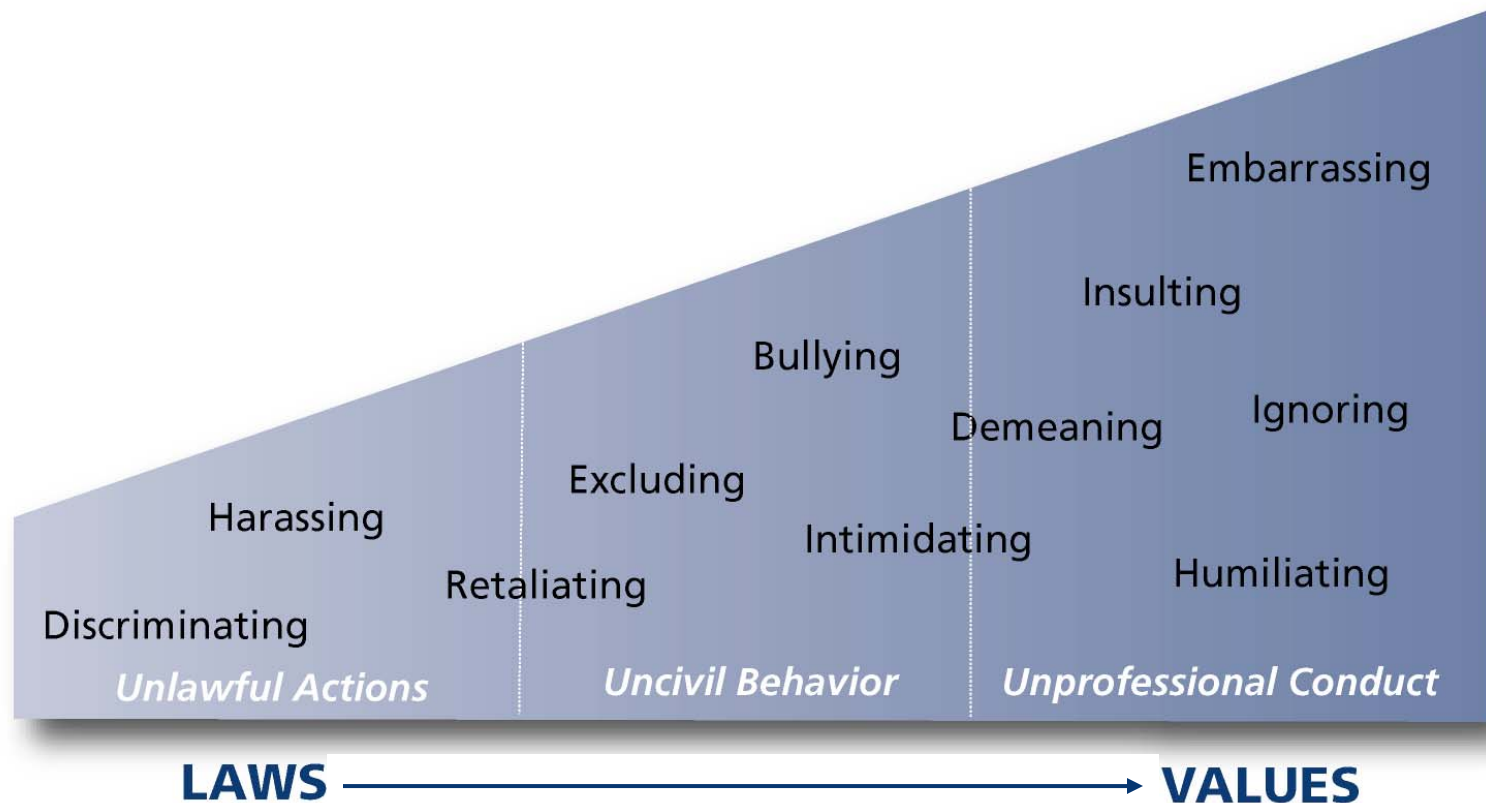 Embarrassing
Insulting
Bullying
Ignoring
Demeaning
Excluding
Harassing
Intimidating
Humiliating
Retaliating
Discriminating
Unlawful Actions
Uncivil Behavior
Unprofessional Conduct
LAWS
VALUES